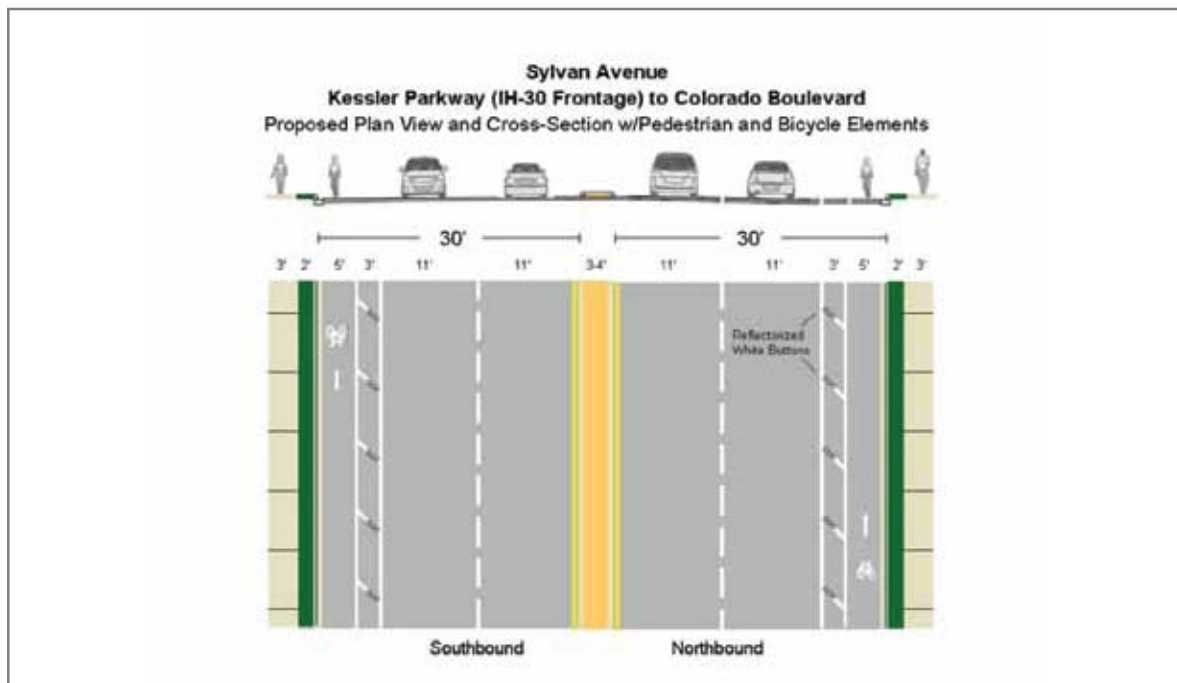 Sylvan Avenue
Kessler Parkway (IH-30 Frontage) to Colorado Boulevard
Proposed Plan View and Cross-Section w/Pedestrian and Bicycle Elements
30' 30'
3' 2' 5' 3' 11' 11' 3-4' 11' 11' 3' 5' 2' 3'
Reflectorized
White Buttons
Southbound Northbound